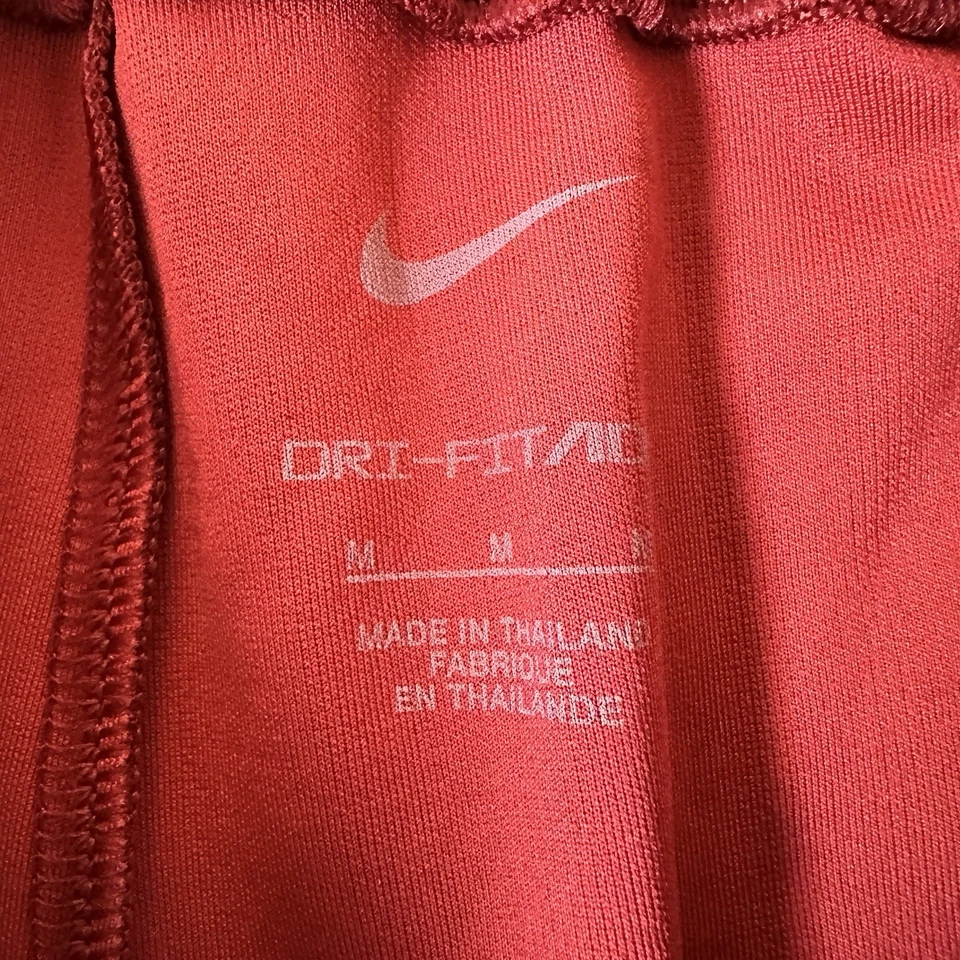 DRI-FIT
M M
MADE IN THAILAND
FABRIQUE
EN THAILANDE